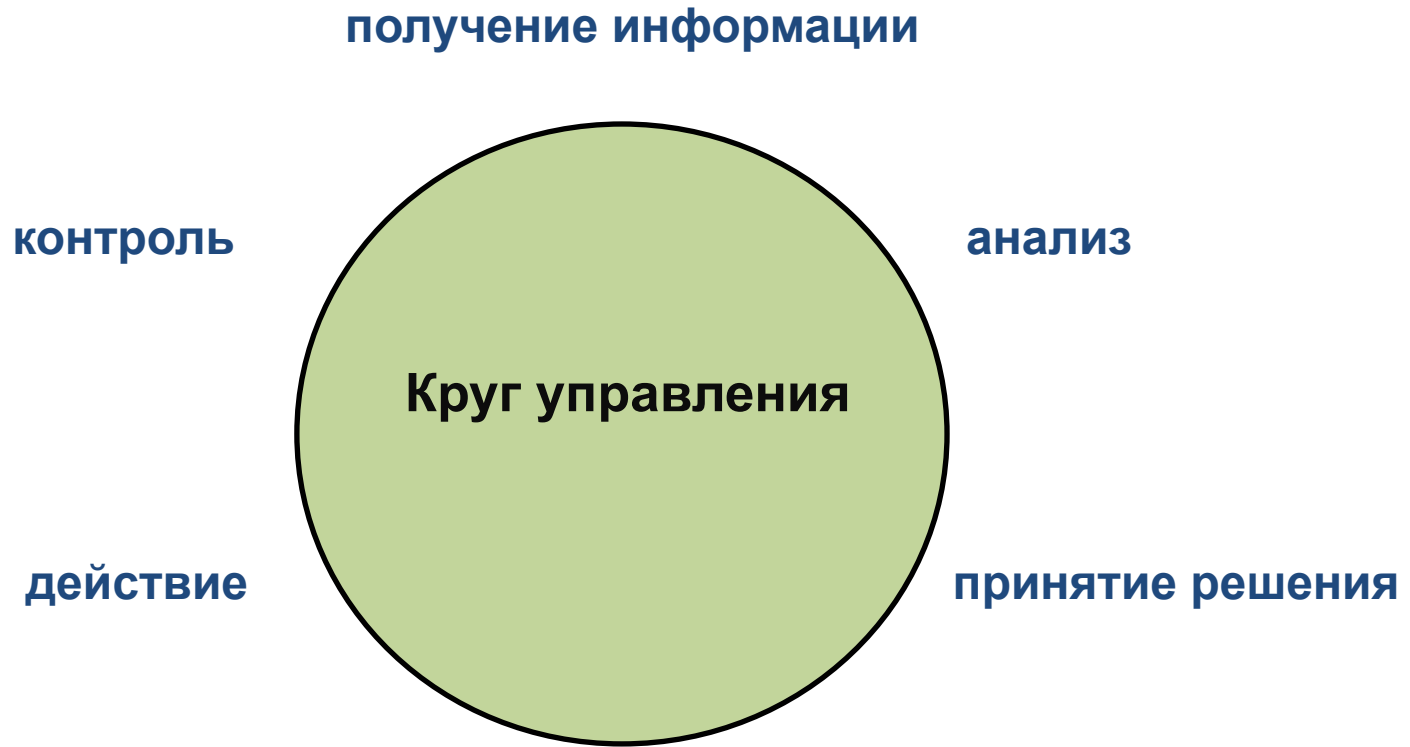 получение информации
контроль
анализ
Круг управления
действие
принятие решения